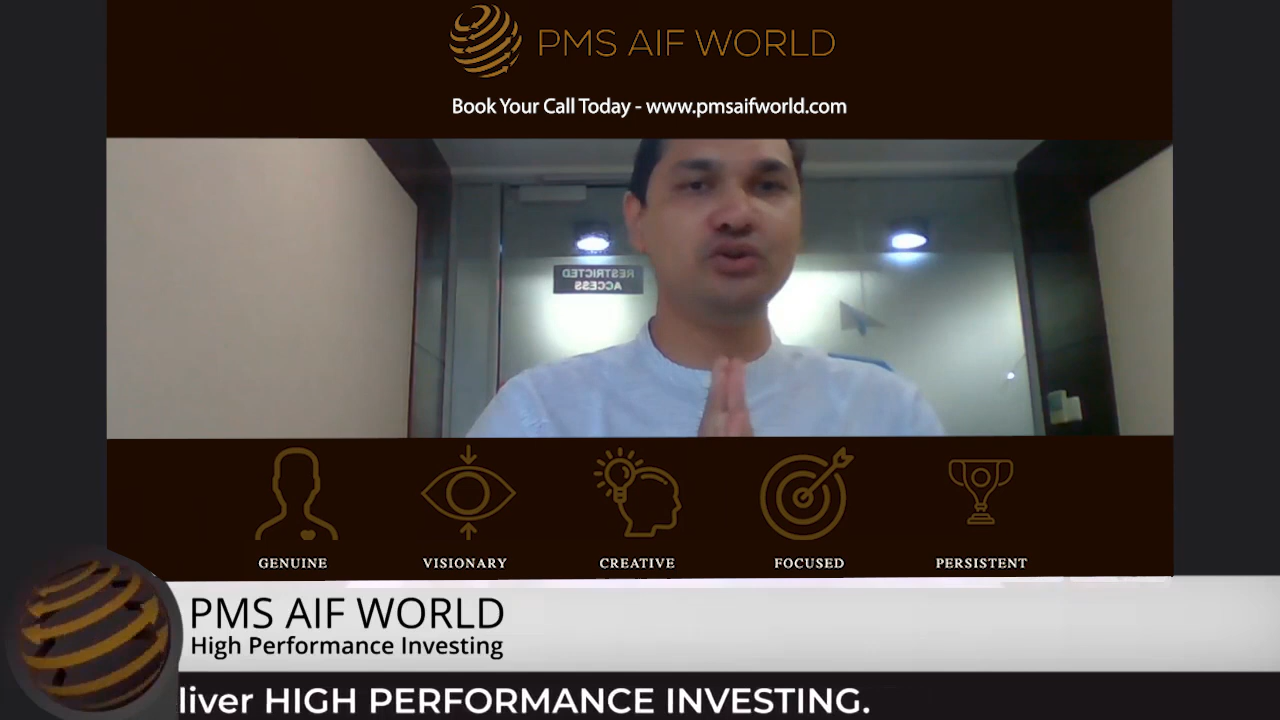 PMS AIF WORLD
Book Your Call Today - www.pmsaifworld.com
RESTRICTED
ACCESS
GENUINE
VISIONARY
CREATIVE
FOCUSED
PERSISTENT
PMS AIF WORLD
High Performance Investing
liver HIGH PERFORMANCE INVESTING.